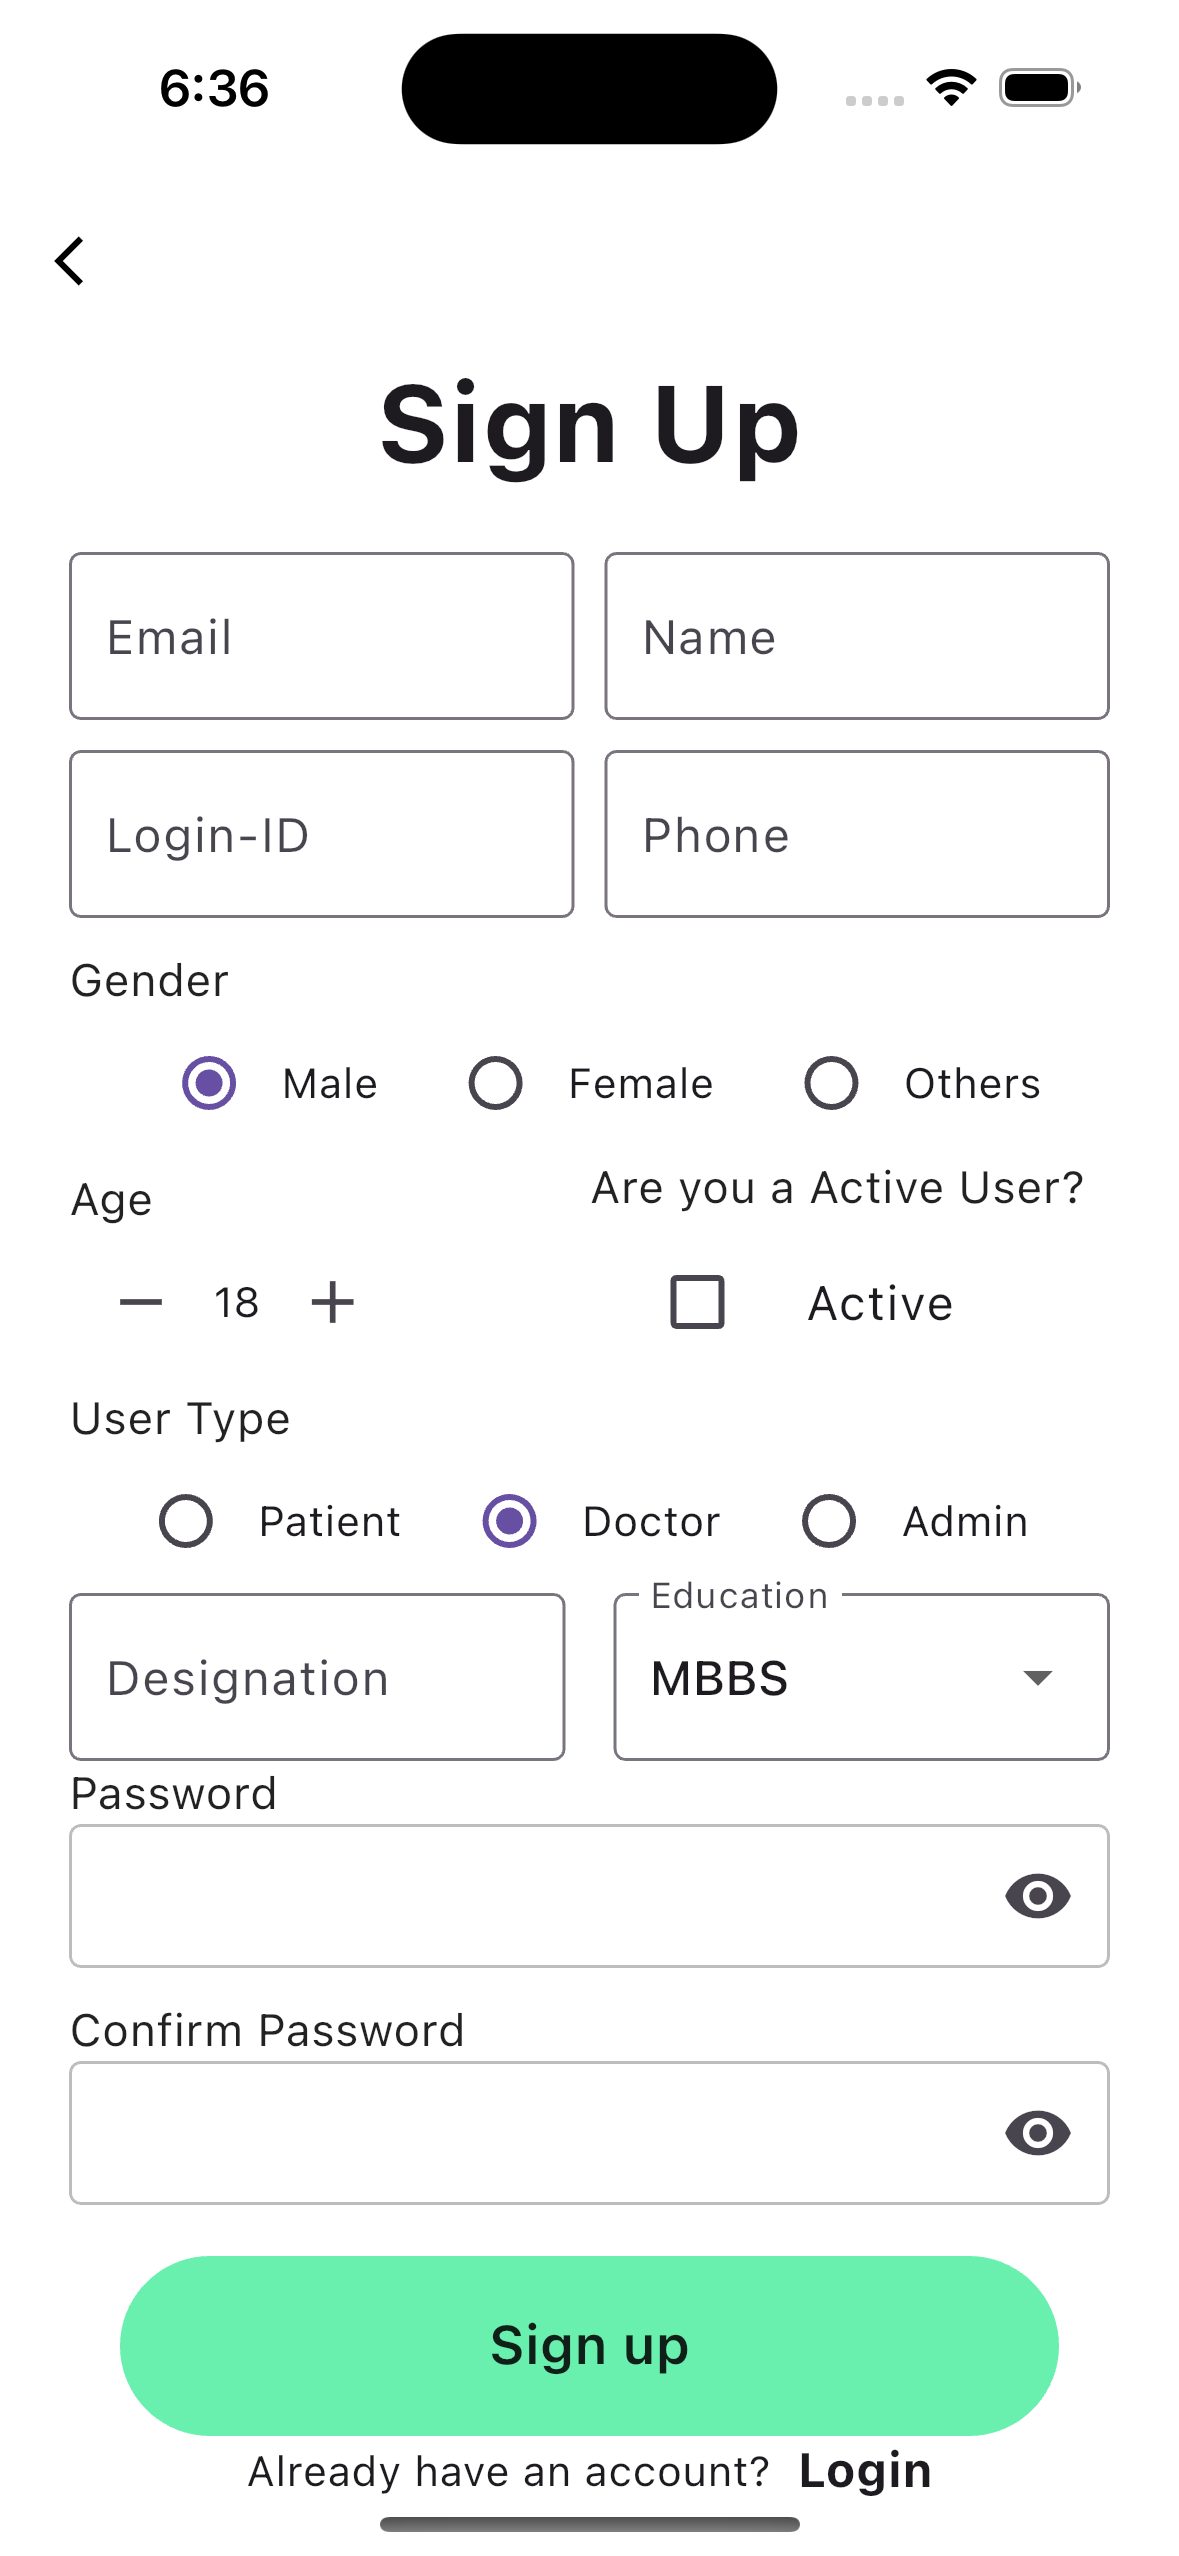 6:36
Sign Up
Email
Name
Login-ID
Phone
Gender
Male
Female
Others
Age
Are you a Active User?
18
Active
User Type
Patient
Doctor
Admin
Designation
Education
MBBS
Password
Confirm Password
Sign up
Already have an account? Login